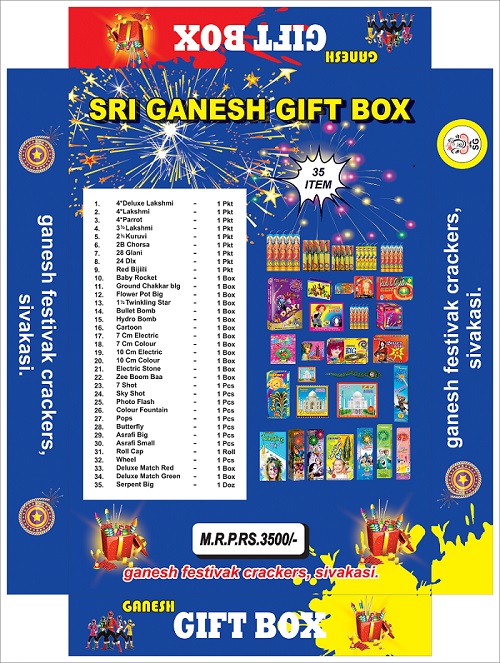 GIFT BOX
GANESH
SRI GANESH GIFT BOX
SG
35
ITEM
1. 4"Deluxe Lakshmi - 1 Pkt
2. 4"Lakshmi - 1 Pkt
3. 4"Parrot - 1 Pkt
4. 3½Lakshmi - 1 Pkt
5. 2¾Kuruvi - 1 Pkt
6. 2B Chorsa - 1 Pkt
7. 28 Giani - 1 Pkt
8. 24 Dlx - 1 Pkt
9. Red Bijili - 1 Pkt
10. Baby Rocket - 1 Box
11. Ground Chakkar big - 1 Box
12. Flower Pot Big - 1 Box
13. 1½Twinkling Star - 1 Box
14. Bullet Bomb - 1 Box
15. Hydro Bomb - 1 Box
16. Cartoon - 1 Box
17. 7 Cm Electric - 1 Box
18. 7 Cm Colour - 1 Box
19. 10 Cm Electric - 1 Box
20. 10 Cm Colour - 1 Box
21. Electric Stone - 1 Box
22. Zoe Boom Baa - 1 Box
23. 7 Shot - 1 Pcs
24. Sky Shot - 1 Pcs
25. Photo Flash - 1 Pcs
26. Colour Fountain - 1 Pcs
27. Pops - 1 Pcs
28. Butterfly - 1 Pcs
29. Asrafi Big - 1 Pcs
30. Asrafi Small - 1 Pcs
31. Roll Cap - 1 Roll
32. Wheel - 1 Pcs
33. Deluxe Match Red - 1 Box
34. Deluxe Match Green - 1 Box
35. Serpent Big - 1 Doz
ganesh festivak crackers,
sivakasi.
ganesh festivak crackers,
sivakasi.
M.R.P.RS.3500/-
ganesh festivak crackers, sivakasi.
GANESH
GIFT BOX